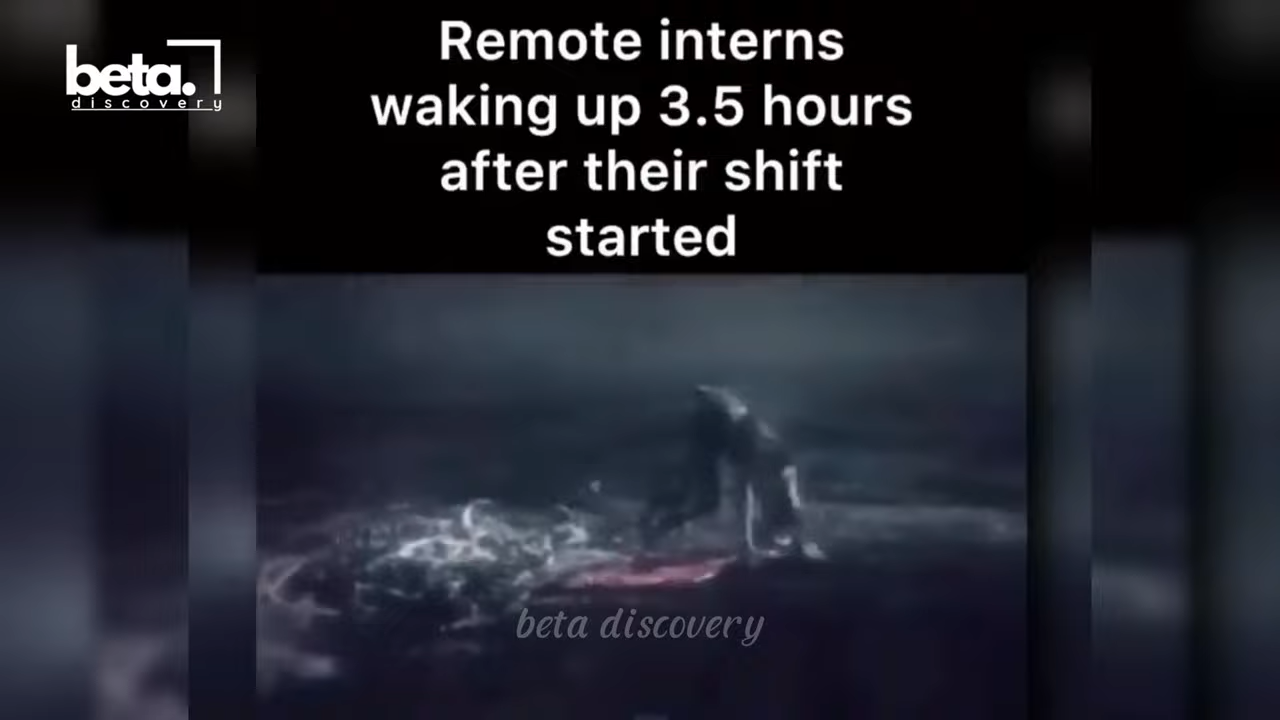 beta.
discovery
Remote interns
waking up 3.5 hours
after their shift
started
beta discovery